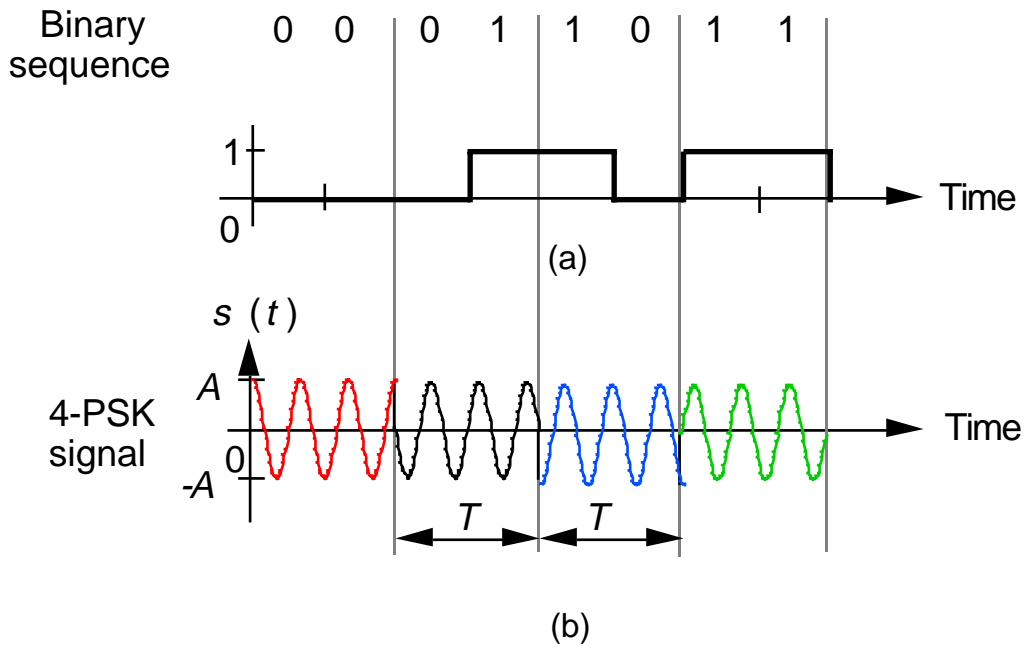 Binary
sequence
0 0 0 1 1 0 1 1
1
0
Time
(a)
s (t)
A
4-PSK
signal
0
-A
Time
T T
(b)